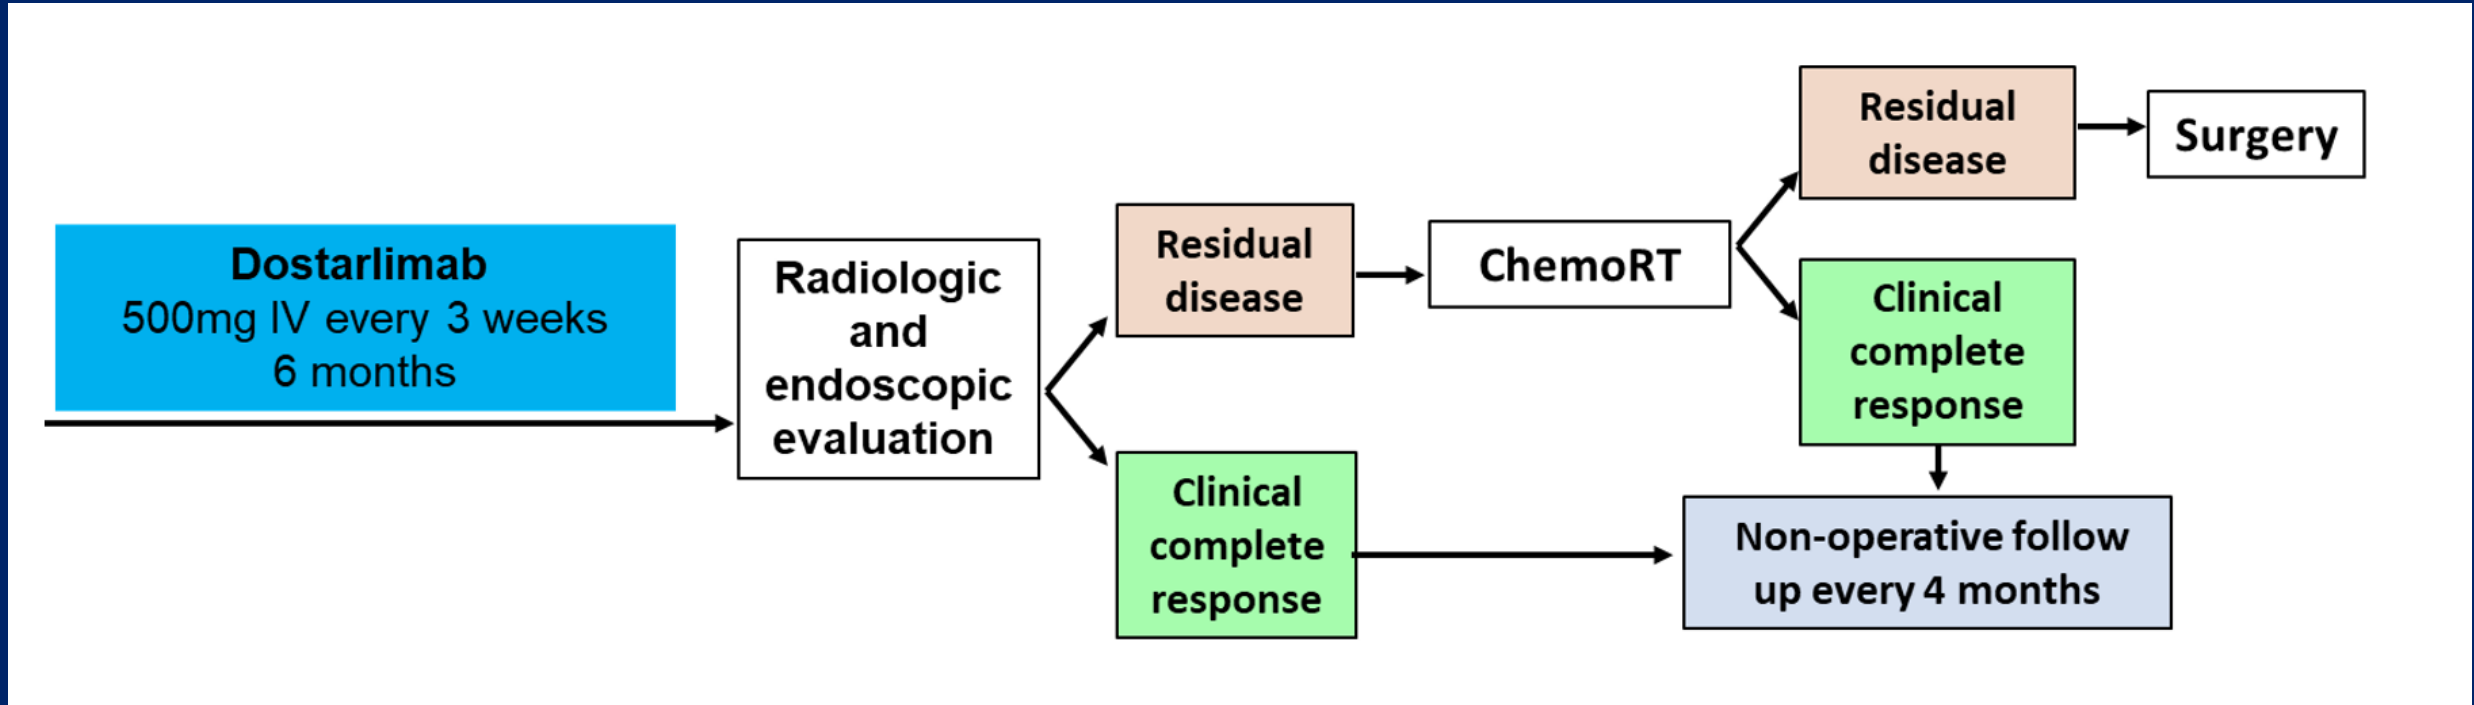 Dostarlimab
500mg IV every 3 weeks
6 months
Radiologic
and
endoscopic
evaluation
Residual
disease
ChemoRT
Residual
disease
Surgery
Clinical
complete
response
Clinical
complete
response
Non-operative follow
up every 4 months